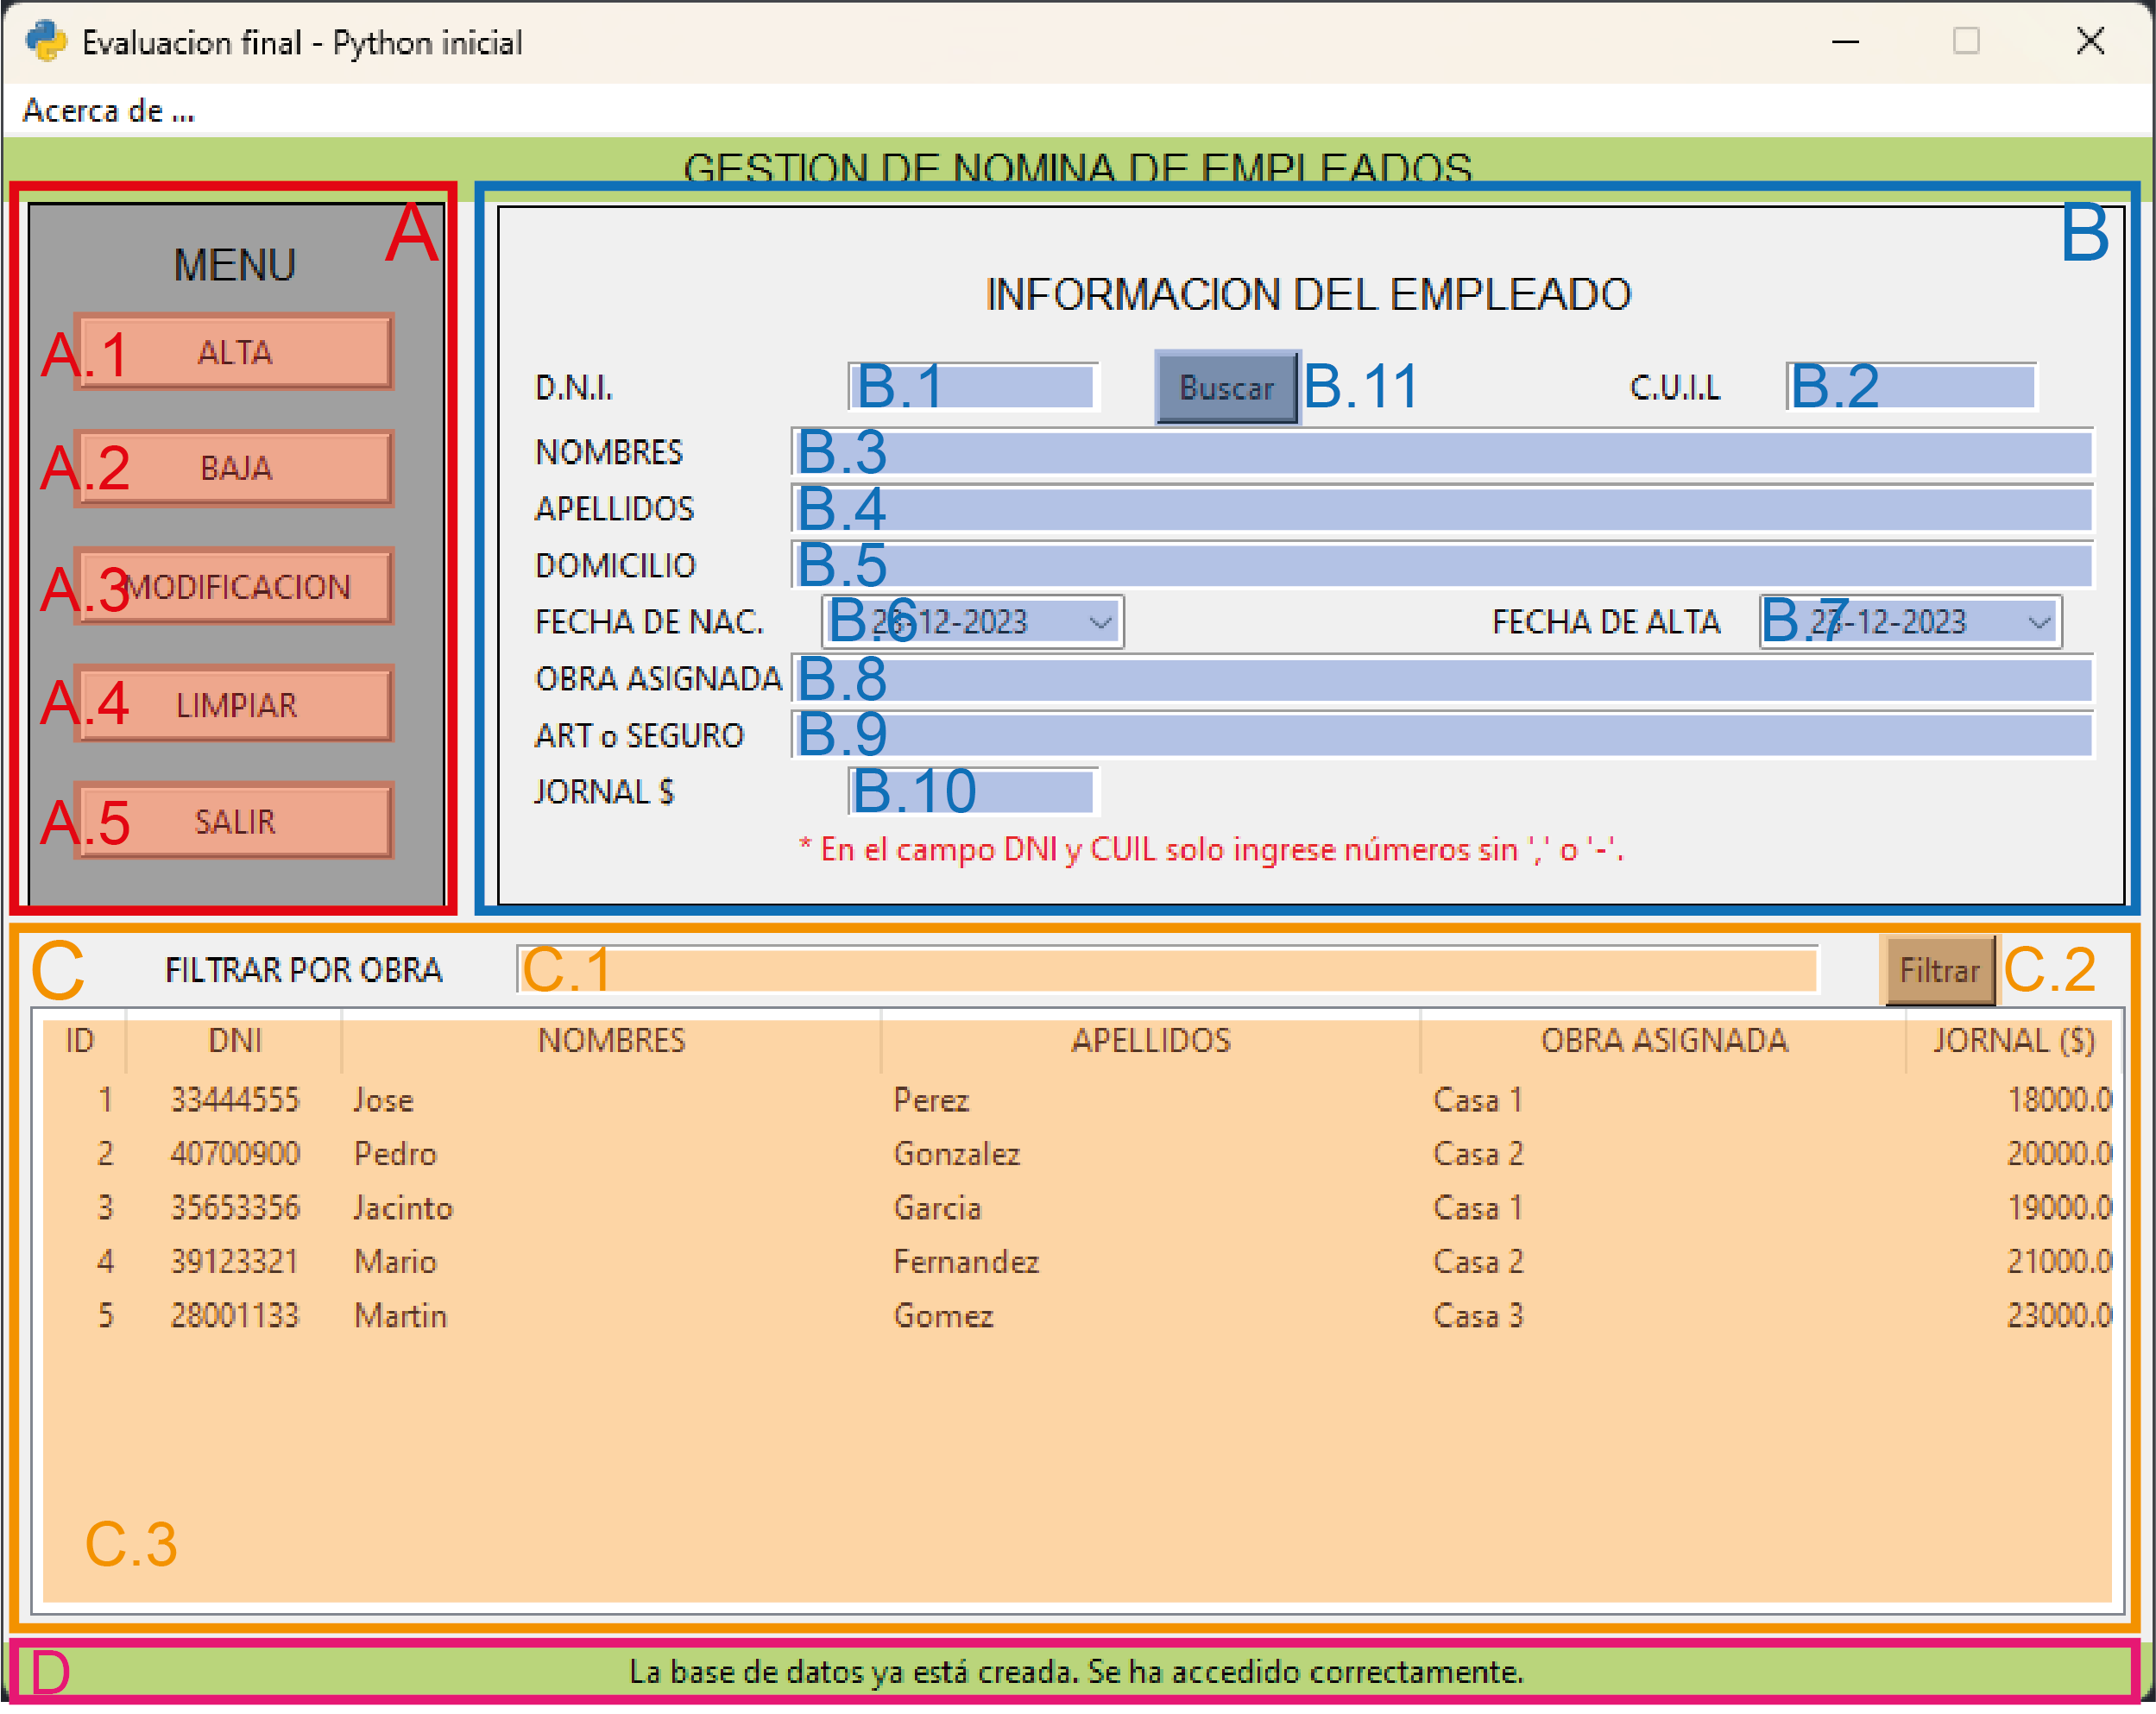 Evaluacion final - Python inicial
Acerca de ...
GESTION DE NOMINA DE EMPLEADOS
A
MENU
A.1 ALTA
A.2 BAJA
A.3 MODIFICACION
A.4 LIMPIAR
A.5 SALIR
B
INFORMACION DEL EMPLEADO
D.N.I. B.1 Buscar B.11 C.U.I.L B.2
NOMBRES B.3
APELLIDOS B.4
DOMICILIO B.5
FECHA DE NAC. B.6 23-12-2023 FECHA DE ALTA B.7 23-12-2023
OBRA ASIGNADA B.8
ART o SEGURO B.9
JORNAL $ B.10
* En el campo DNI y CUIL solo ingrese números sin ',' o '-'.
C FILTRAR POR OBRA C.1 Filtrar C.2
ID DNI NOMBRES APELLIDOS OBRA ASIGNADA JORNAL ($)
1 33444555 Jose Perez Casa 1 18000.0
2 40700900 Pedro Gonzalez Casa 2 20000.0
3 35653356 Jacinto Garcia Casa 1 19000.0
4 39123321 Mario Fernandez Casa 2 21000.0
5 28001133 Martin Gomez Casa 3 23000.0
C.3
D La base de datos ya está creada. Se ha accedido correctamente.